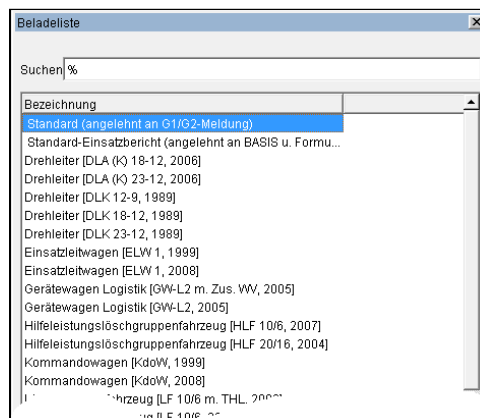 Beladeliste
Suchen %
Bezeichnung
Standard (angelehnt an G1/G2-Meldung)
Standard-Einsatzbericht (angelehnt an BASIS u. Formu...
Drehleiter [DLA (K) 18-12, 2006]
Drehleiter [DLA (K) 23-12, 2006]
Drehleiter [DLK 12-9, 1989]
Drehleiter [DLK 18-12, 1989]
Drehleiter [DLK 23-12, 1989]
Einsatzleitwagen [ELW 1, 1999]
Einsatzleitwagen [ELW 1, 2008]
Gerätewagen Logistik [GW-L2 m. Zus. WV, 2005]
Gerätewagen Logistik [GW-L2, 2005]
Hilfeleistungslöschgruppenfahrzeug [HLF 10/6, 2007]
Hilfeleistungslöschgruppenfahrzeug [HLF 20/16, 2004]
Kommandowagen [KdoW, 1999]
Kommandowagen [KdoW, 2008]
[LF 10/6 m. THL,